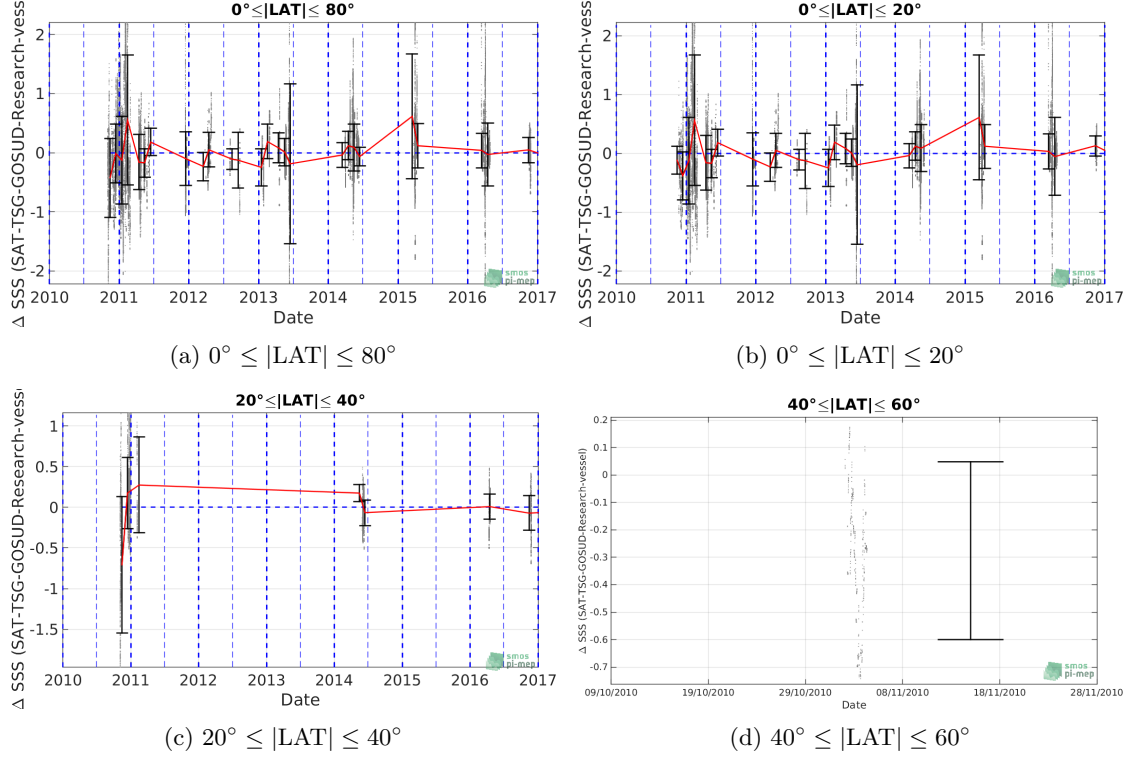 0°≤|LAT|≤ 80°
Δ SSS (SAT-TSG-GOSUD-Research-vess
2
1
0
-1
-2
2010 2011 2012 2013 2014 2015 2016 2017
Date
smos
pi-mep
(a) 0° ≤ |LAT| ≤ 80°
0°≤|LAT|≤ 20°
Δ SSS (SAT-TSG-GOSUD-Research-vess
2
1
0
-1
-2
2010 2011 2012 2013 2014 2015 2016 2017
Date
smos
pi-mep
(b) 0° ≤ |LAT| ≤ 20°
20°≤|LAT|≤ 40°
Δ SSS (SAT-TSG-GOSUD-Research-vess
1
0.5
0
-0.5
-1
-1.5
2010 2011 2012 2013 2014 2015 2016 2017
Date
smos
pi-mep
(c) 20° ≤ |LAT| ≤ 40°
40°≤|LAT|≤ 60°
Δ SSS (SAT-TSG-GOSUD-Research-vessel)
0.2
0.1
0
-0.1
-0.2
-0.3
-0.4
-0.5
-0.6
-0.7
09/10/2010 19/10/2010 29/10/2010 08/11/2010 18/11/2010 28/11/2010
Date
smos
pi-mep
(d) 40° ≤ |LAT| ≤ 60°